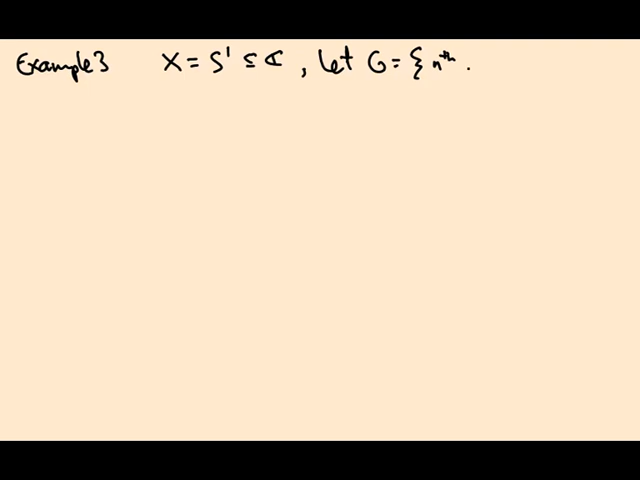 Example 3 X = S¹ ⊆ ℂ , Let G = { nᵗʰ .